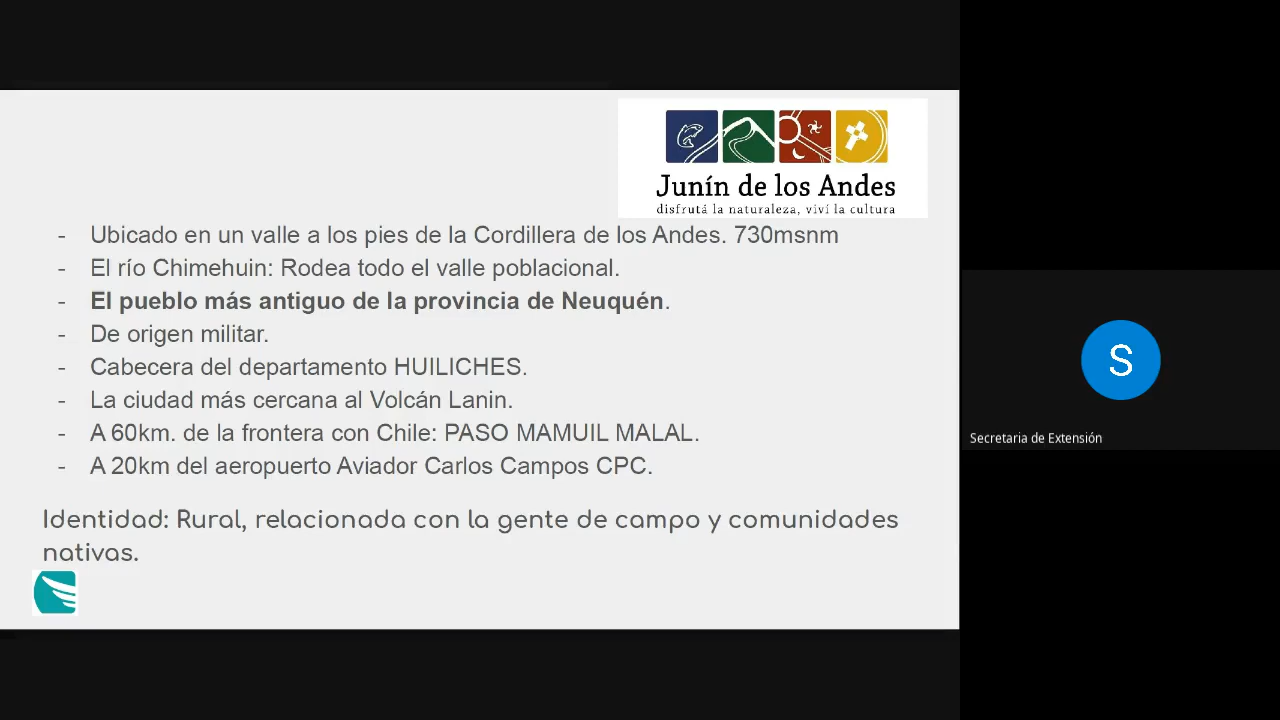 Junín de los Andes
disfrutá la naturaleza, viví la cultura
- Ubicado en un valle a los pies de la Cordillera de los Andes. 730msnm
- El río Chimehuin: Rodea todo el valle poblacional.
- El pueblo más antiguo de la provincia de Neuquén.
- De origen militar.
- Cabecera del departamento HUILICHES.
- La ciudad más cercana al Volcán Lanin.
- A 60km. de la frontera con Chile: PASO MAMUIL MALAL.
- A 20km del aeropuerto Aviador Carlos Campos CPC.
Identidad: Rural, relacionada con la gente de campo y comunidades
nativas.
S
Secretaria de Extensión